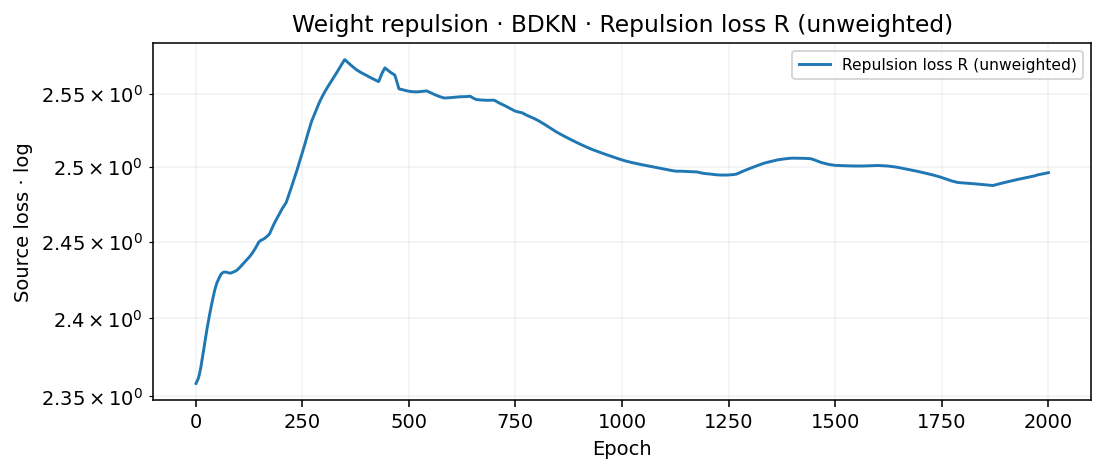 Weight repulsion · BDKN · Repulsion loss R (unweighted)
Repulsion loss R (unweighted)
Source loss · log
2.55 × 10⁰
2.5 × 10⁰
2.45 × 10⁰
2.4 × 10⁰
2.35 × 10⁰
0 250 500 750 1000 1250 1500 1750 2000
Epoch